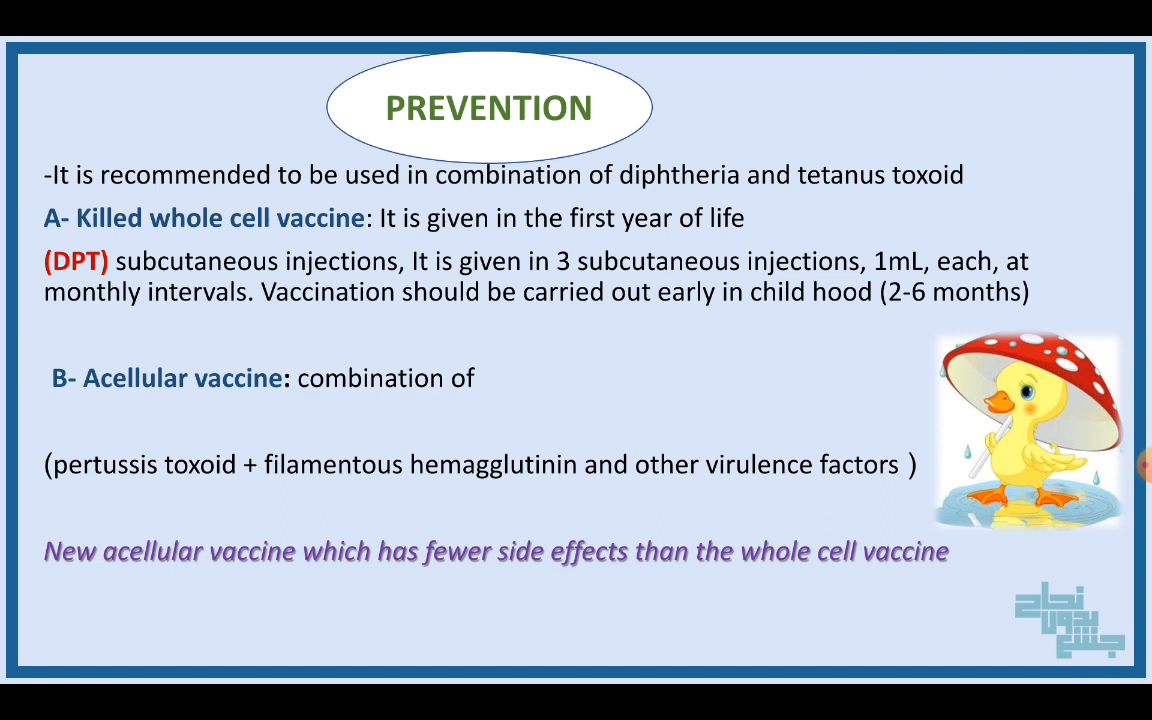 PREVENTION
-It is recommended to be used in combination of diphtheria and tetanus toxoid
A- Killed whole cell vaccine: It is given in the first year of life
(DPT) subcutaneous injections, It is given in 3 subcutaneous injections, 1mL, each, at
monthly intervals. Vaccination should be carried out early in child hood (2-6 months)
B- Acellular vaccine: combination of
(pertussis toxoid + filamentous hemagglutinin and other virulence factors )
New acellular vaccine which has fewer side effects than the whole cell vaccine
نجاح
بدون
جشع